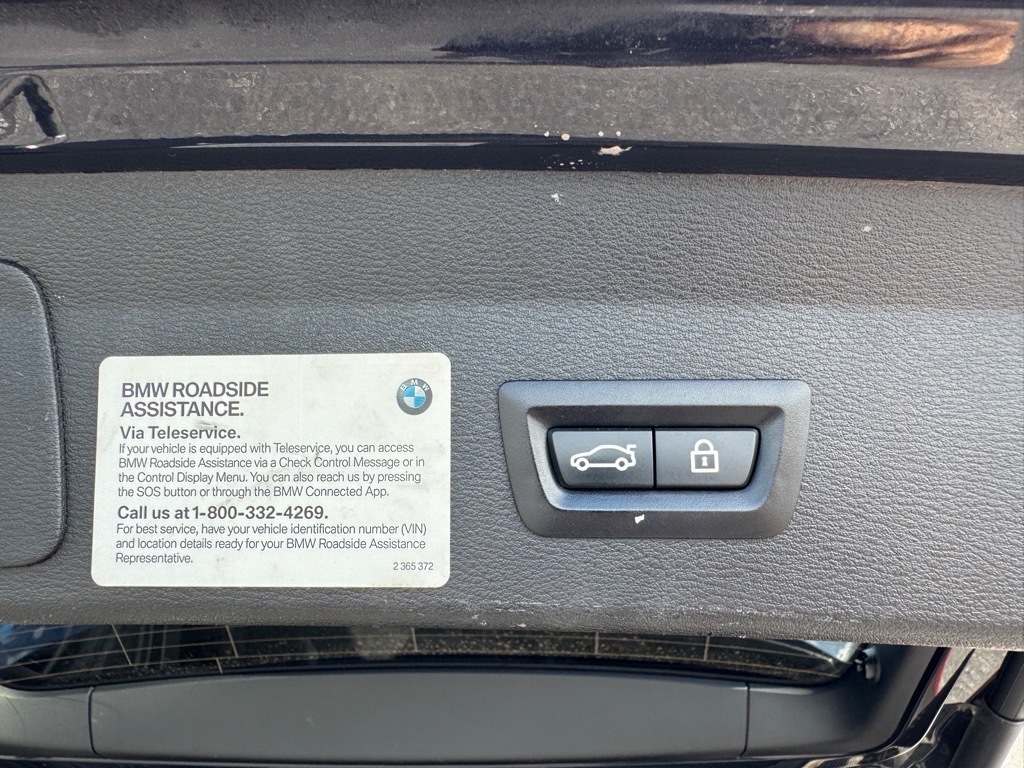 BMW ROADSIDE
ASSISTANCE.
BMW
Via Teleservice.
If your vehicle is equipped with Teleservice, you can access
BMW Roadside Assistance via a Check Control Message or in
the Control Display Menu. You can also reach us by pressing
the SOS button or through the BMW Connected App.
Call us at 1-800-332-4269.
For best service, have your vehicle identification number (VIN)
and location details ready for your BMW Roadside Assistance
Representative.
2 365 372